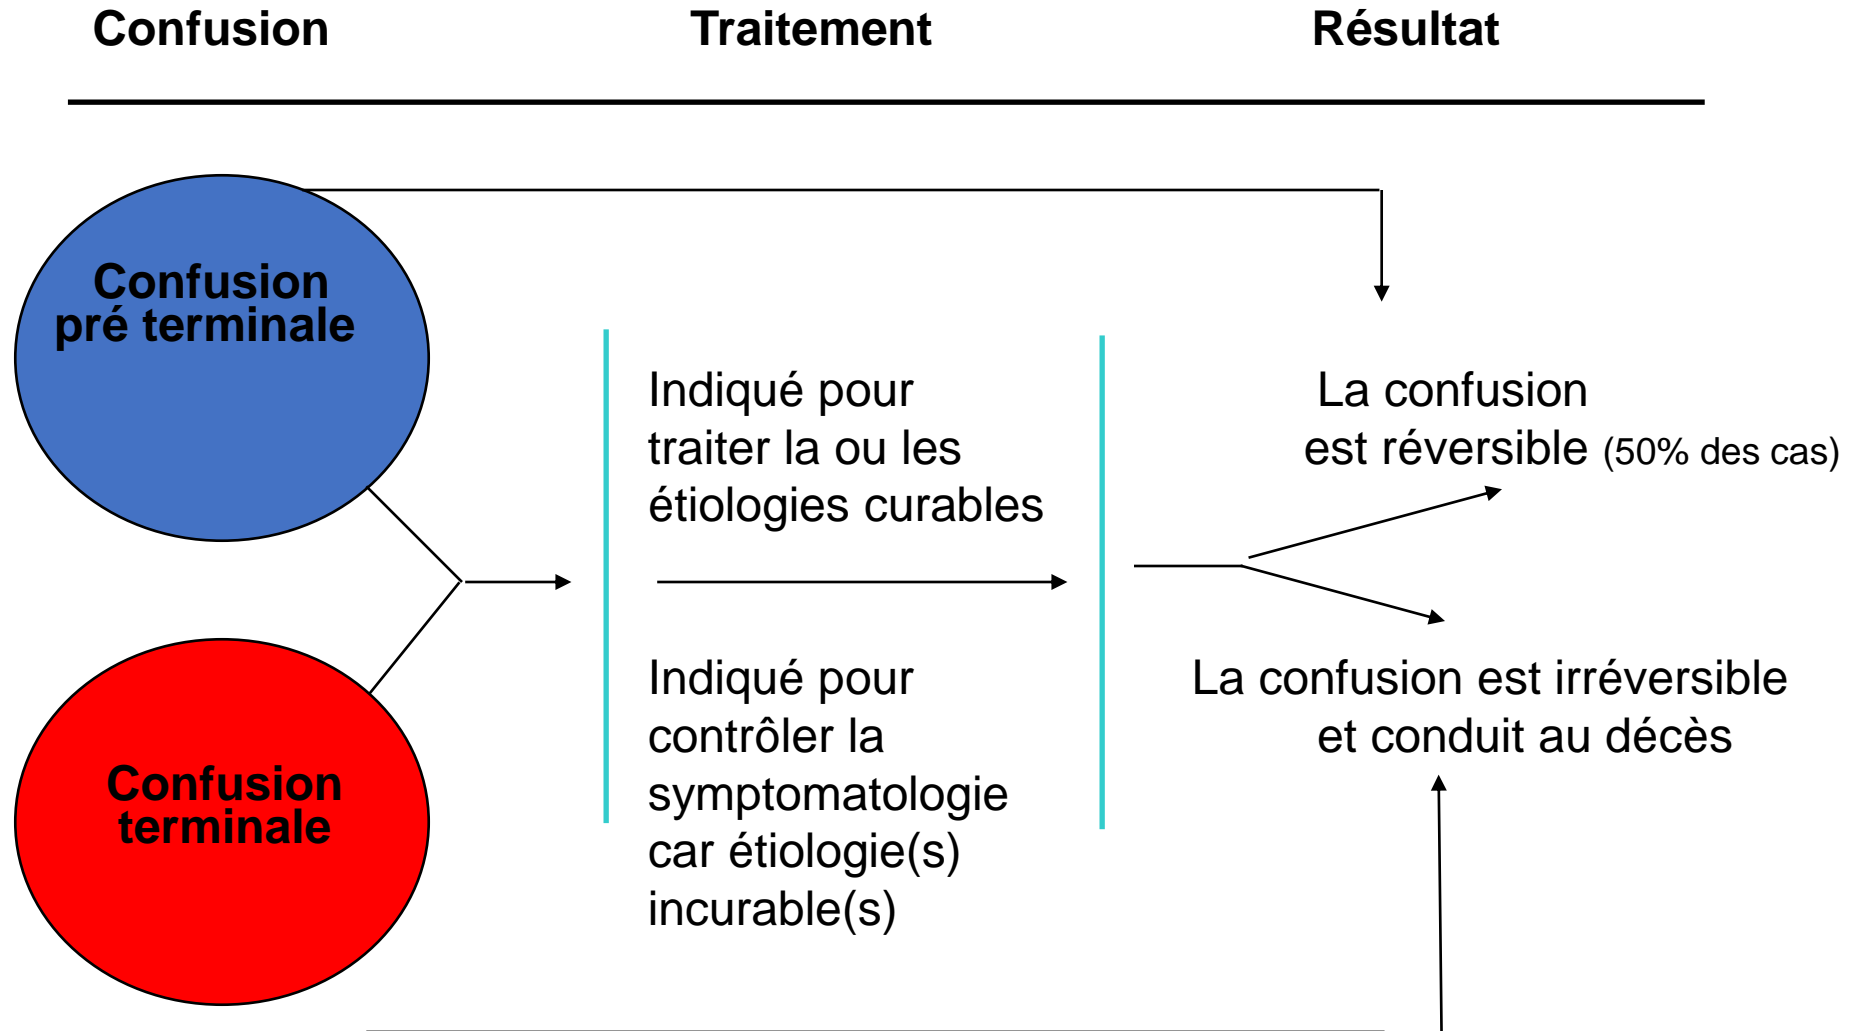 Confusion Traitement Résultat
Confusion
pré terminale
Indiqué pour
traiter la ou les
étiologies curables
La confusion
est réversible (50% des cas)
Confusion
terminale
Indiqué pour
contrôler la
symptomatologie
car étiologie(s)
incurable(s)
La confusion est irréversible
et conduit au décès